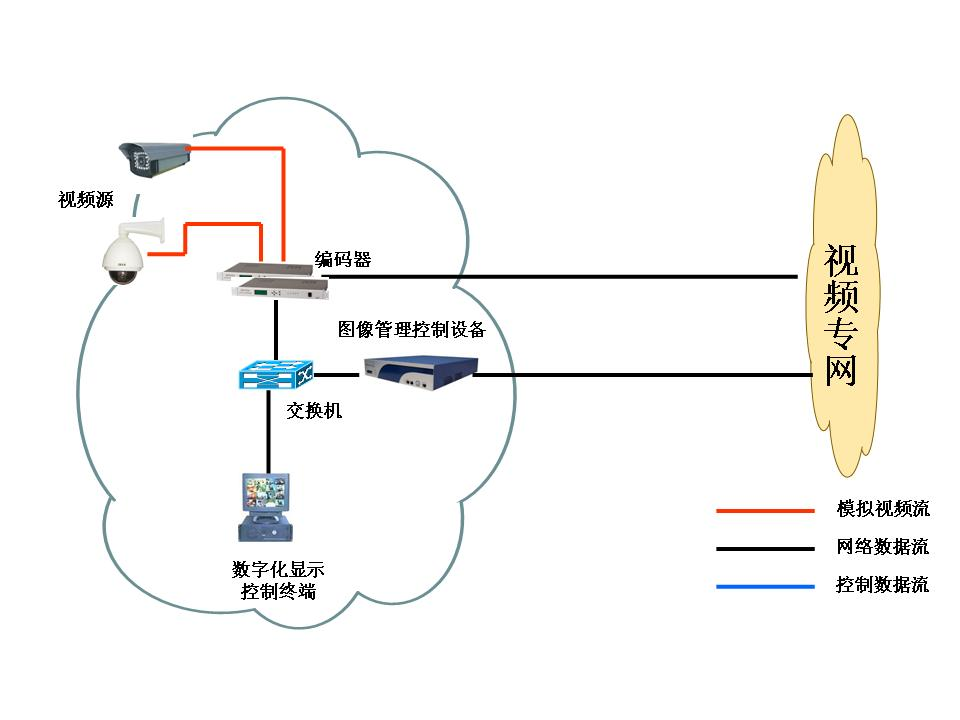 视频源
编码器
图像管理控制设备
交换机
数字化显示
控制终端
视频专网
模拟视频流
网络数据流
控制数据流